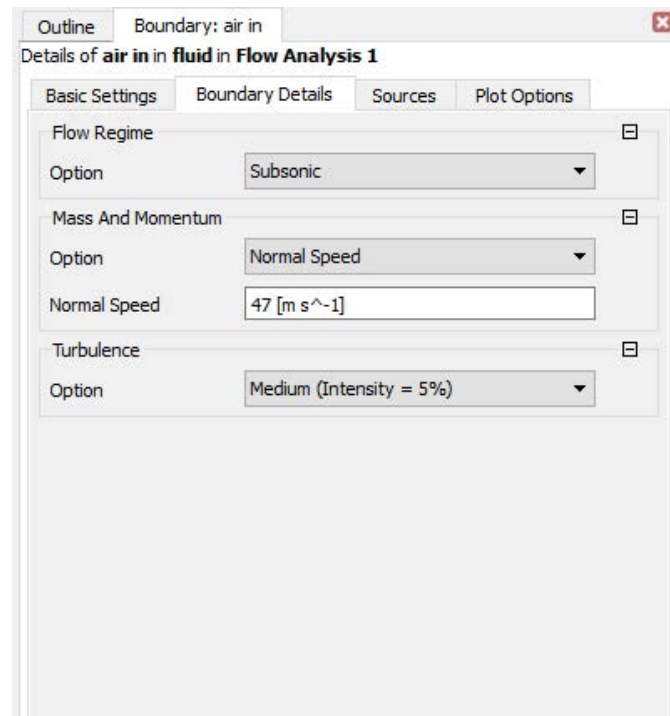 Outline Boundary: air in
Details of air in in fluid in Flow Analysis 1
Basic Settings Boundary Details Sources Plot Options
Flow Regime
Option Subsonic
Mass And Momentum
Option Normal Speed
Normal Speed 47 [m s^-1]
Turbulence
Option Medium (Intensity = 5%)